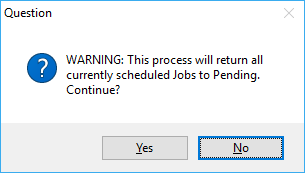 Question
WARNING: This process will return all
currently scheduled Jobs to Pending.
Continue?
Yes
No